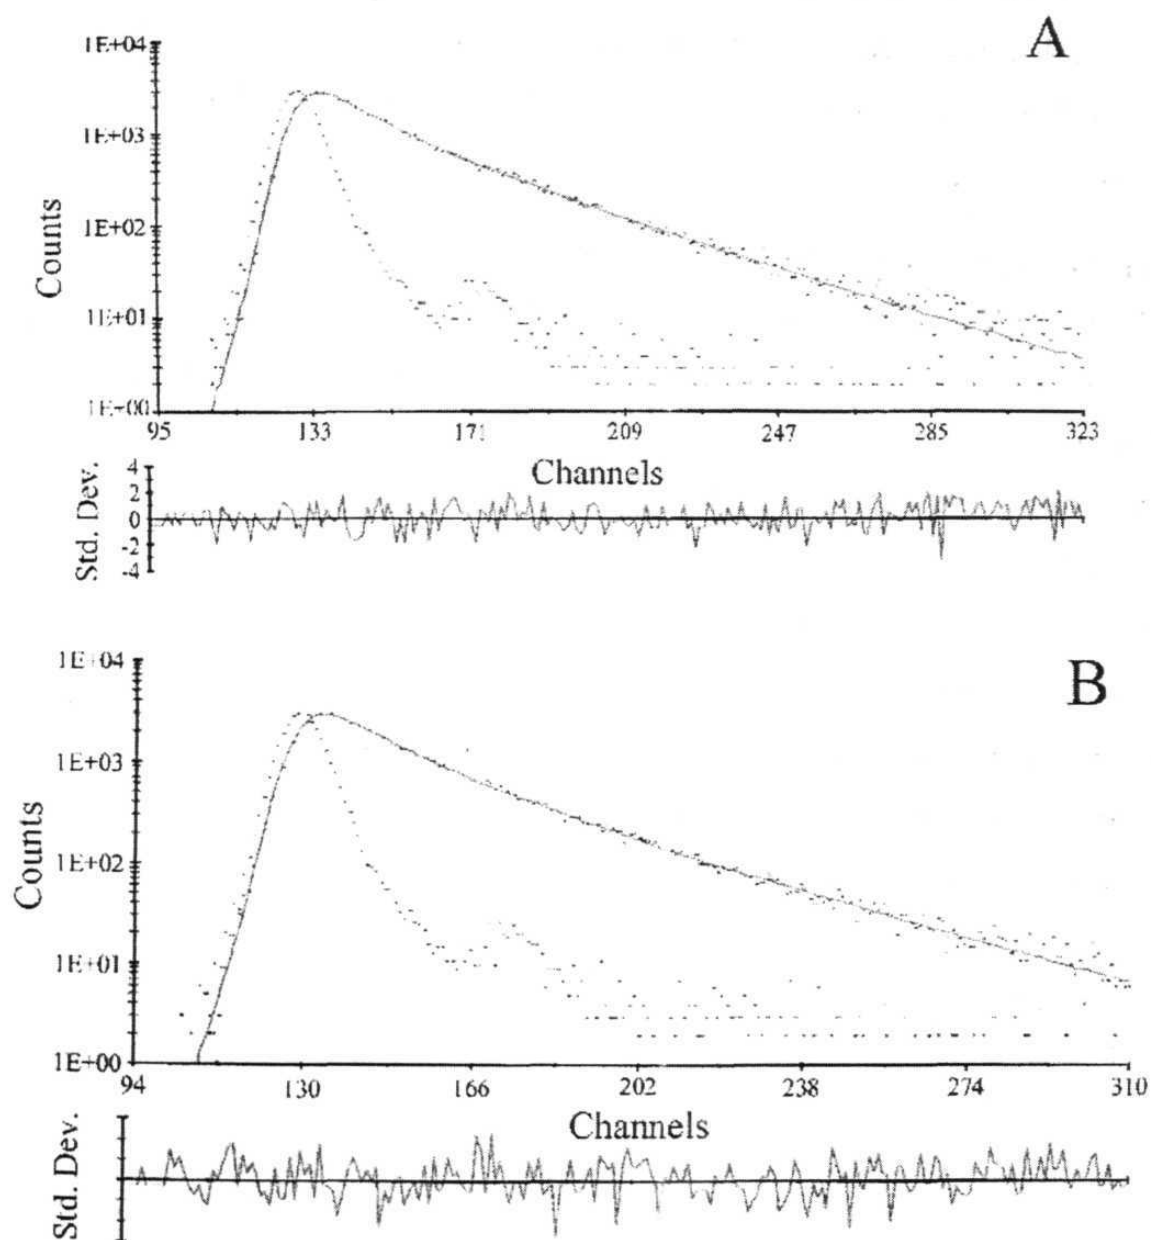 A
1E+04
1E+03
1E+02
1E+01
1E+00
Counts
95 133 171 209 247 285 323
Channels
4
2
0
-2
-4
Std. Dev.
B
1E+04
1E+03
1E+02
1E+01
1E+00
Counts
94 130 166 202 238 274 310
Channels
Std. Dev.